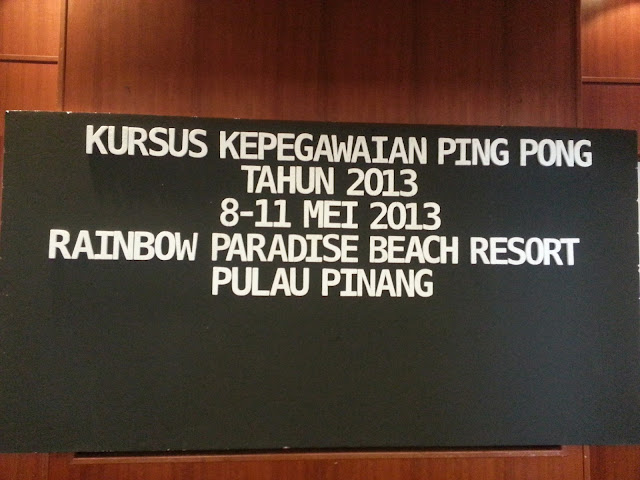 KURSUS KEPEGAWAIAN PING PONG
TAHUN 2013
8-11 MEI 2013
RAINBOW PARADISE BEACH RESORT
PULAU PINANG